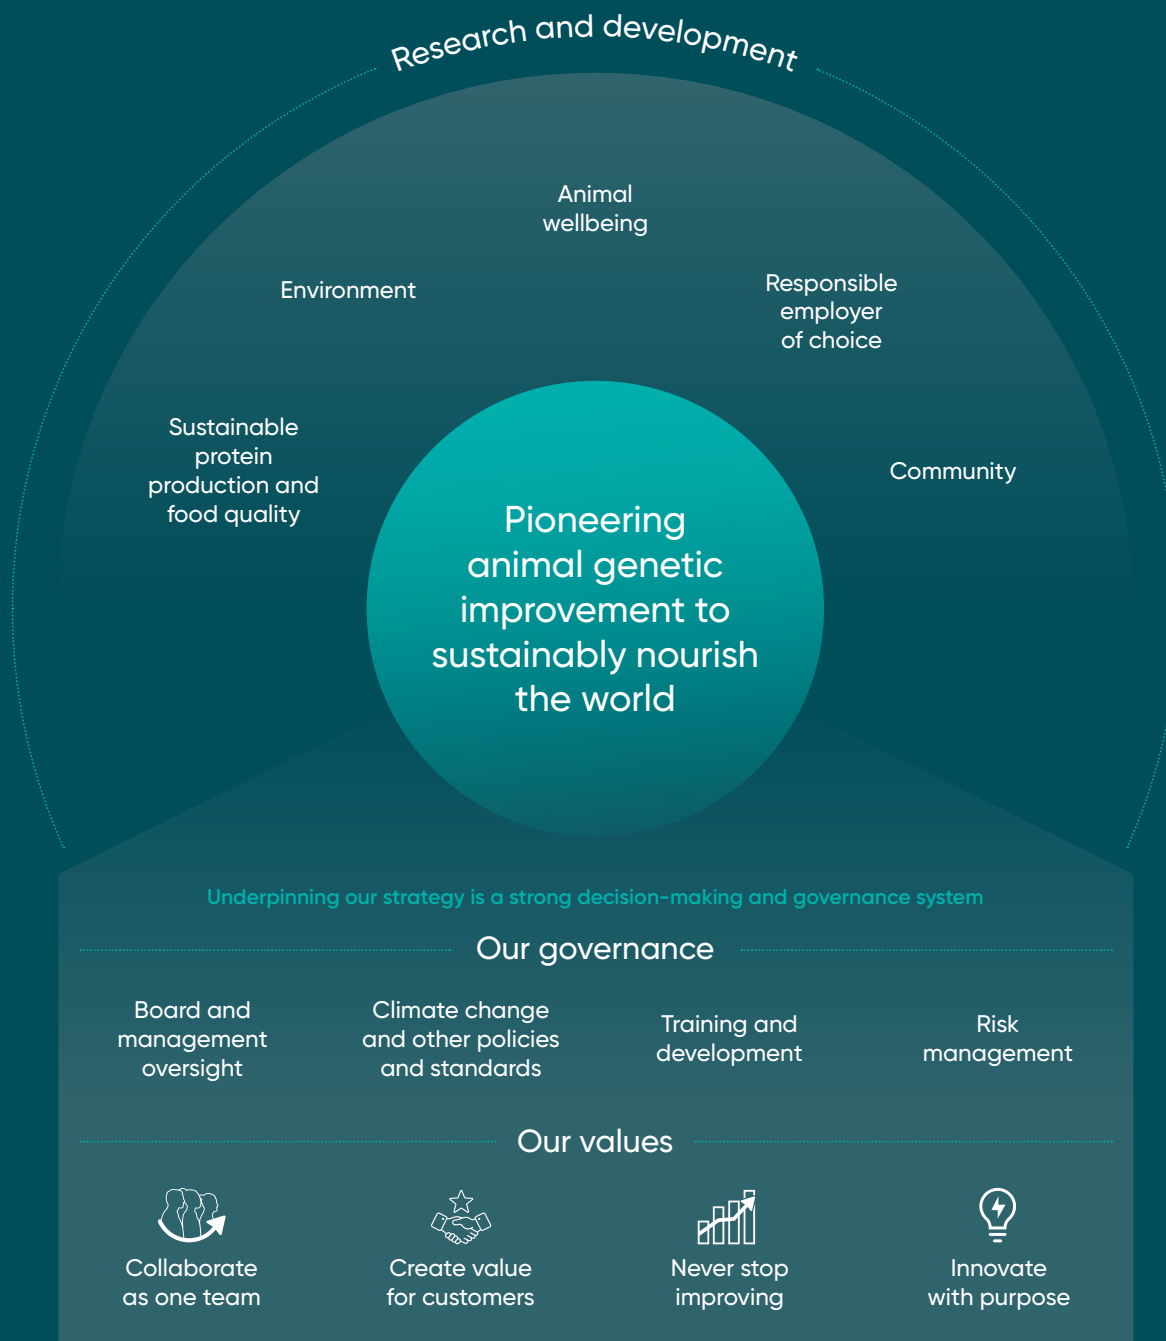 Research and development
Animal
wellbeing
Environment
Responsible
employer
of choice
Sustainable
protein
production and
food quality
Community
Pioneering
animal genetic
improvement to
sustainably nourish
the world
Underpinning our strategy is a strong decision-making and governance system
Our governance
Board and
management
oversight
Climate change
and other policies
and standards
Training and
development
Risk
management
Our values
Collaborate
as one team
Create value
for customers
Never stop
improving
Innovate
with purpose